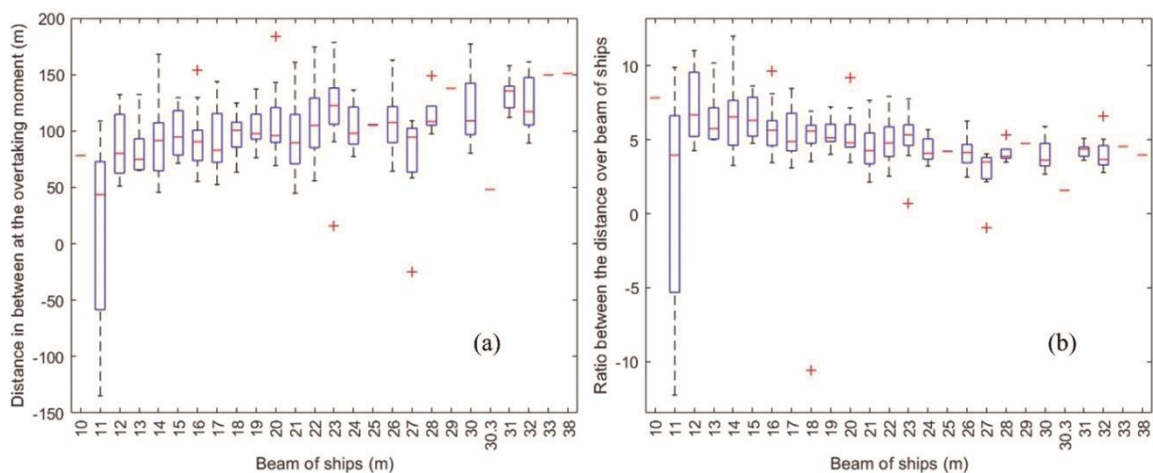 Distance in between at the overtaking moment (m)
200
150
100
50
0
-50
-100
-150
(a)
10 11 12 13 14 15 16 17 18 19 20 21 22 23 24 25 26 27 28 29 30 30.3 31 32 33 38
Beam of ships (m)
Ratio between the distance over beam of ships
10
5
0
-5
-10
(b)
10 11 12 13 14 15 16 17 18 19 20 21 22 23 24 25 26 27 28 29 30 30.3 31 32 33 38
Beam of ships (m)